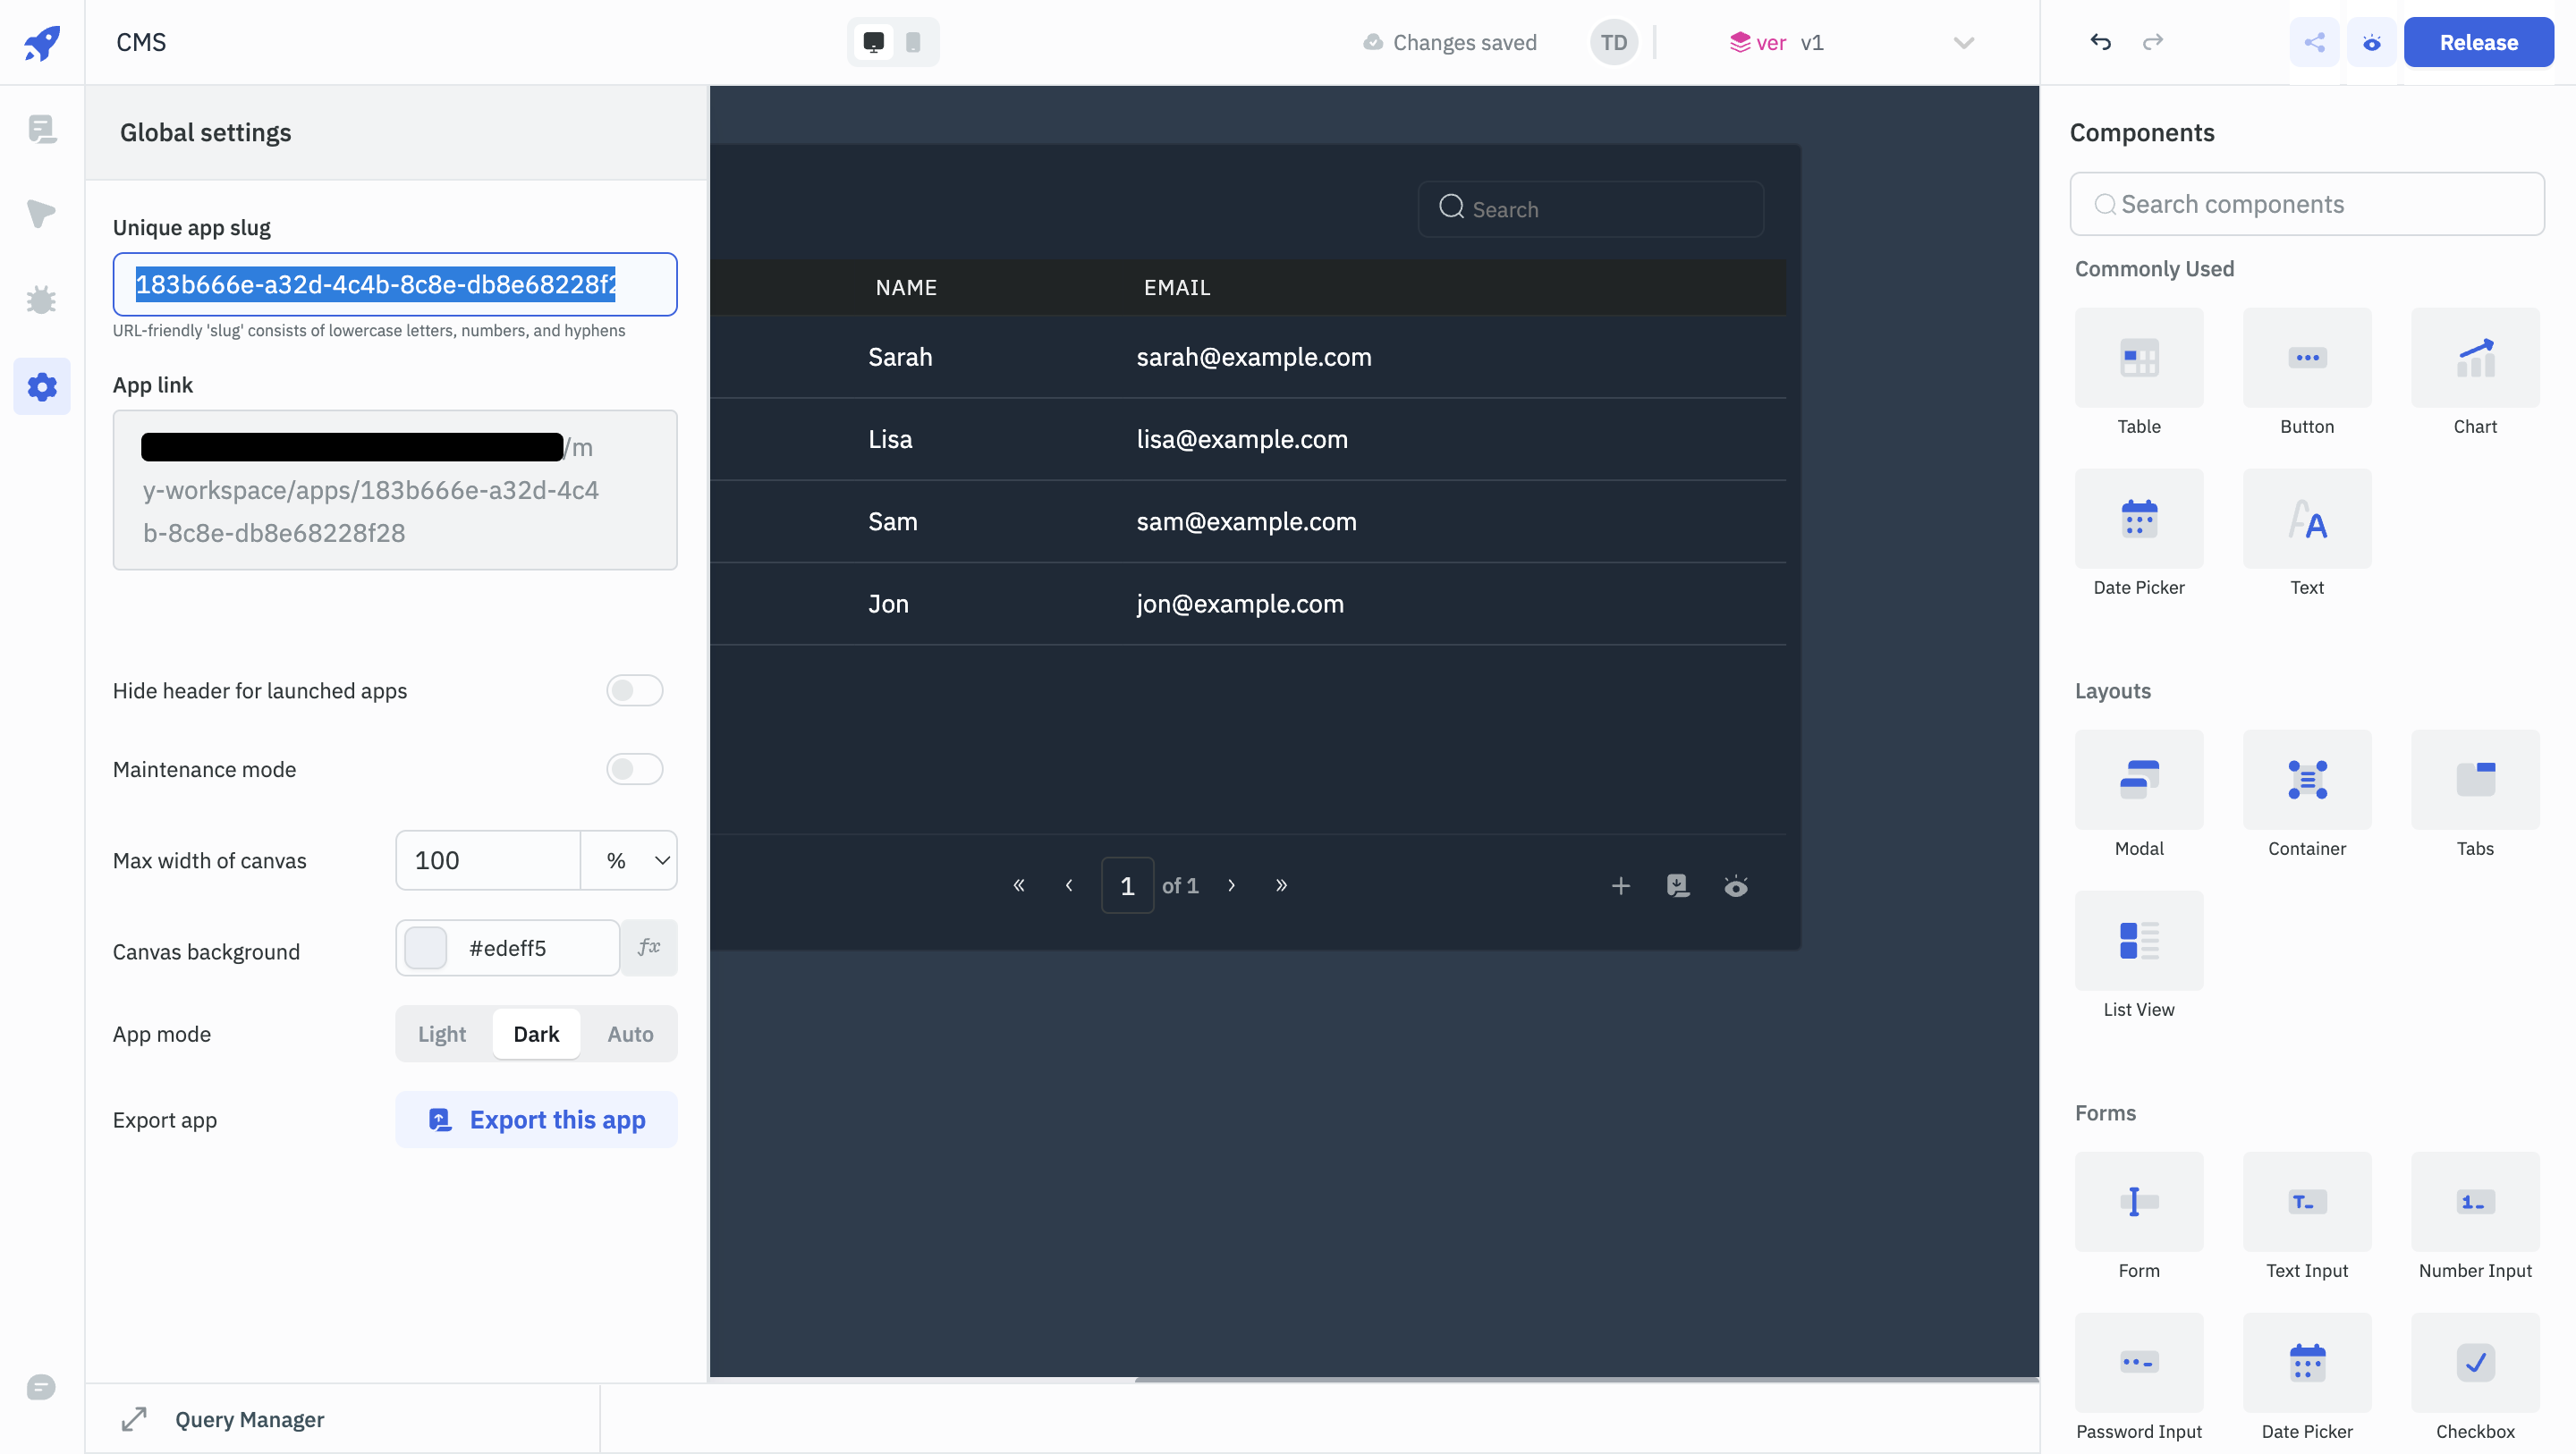 CMS
Changes saved
TD
ver v1
Release
Global settings
Unique app slug
183b666e-a32d-4c4b-8c8e-db8e68228f2
URL-friendly 'slug' consists of lowercase letters, numbers, and hyphens
App link
/m
y-workspace/apps/183b666e-a32d-4c4
b-8c8e-db8e68228f28
Hide header for launched apps
Maintenance mode
Max width of canvas
100
%
Canvas background
#edeff5
fx
App mode
Light
Dark
Auto
Export app
Export this app
Query Manager
Search
NAME EMAIL
Sarah sarah@example.com
Lisa lisa@example.com
Sam sam@example.com
Jon jon@example.com
« ‹ 1 of 1 › »
Components
Search components
Commonly Used
Table Button Chart
Date Picker Text
Layouts
Modal Container Tabs
List View
Forms
Form Text Input Number Input
Password Input Date Picker Checkbox